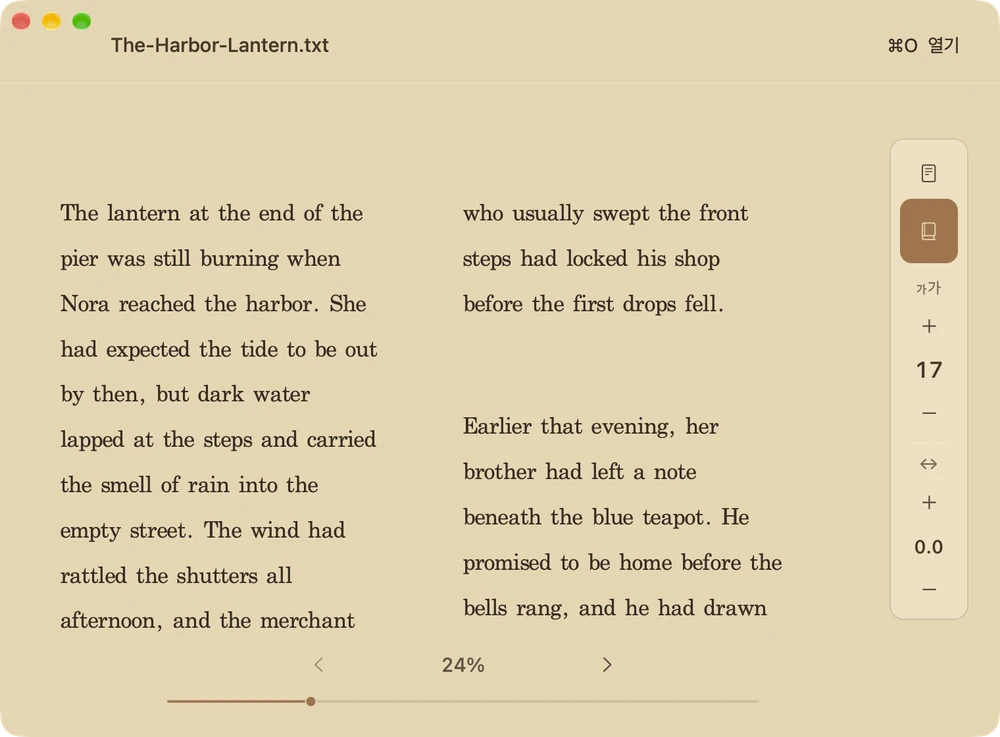 The-Harbor-Lantern.txt
⌘O 열기
The lantern at the end of the
pier was still burning when
Nora reached the harbor. She
had expected the tide to be out
by then, but dark water
lapped at the steps and carried
the smell of rain into the
empty street. The wind had
rattled the shutters all
afternoon, and the merchant
who usually swept the front
steps had locked his shop
before the first drops fell.
Earlier that evening, her
brother had left a note
beneath the blue teapot. He
promised to be home before the
bells rang, and he had drawn
가가
+
17
−
↔
+
0.0
−
< 24% >